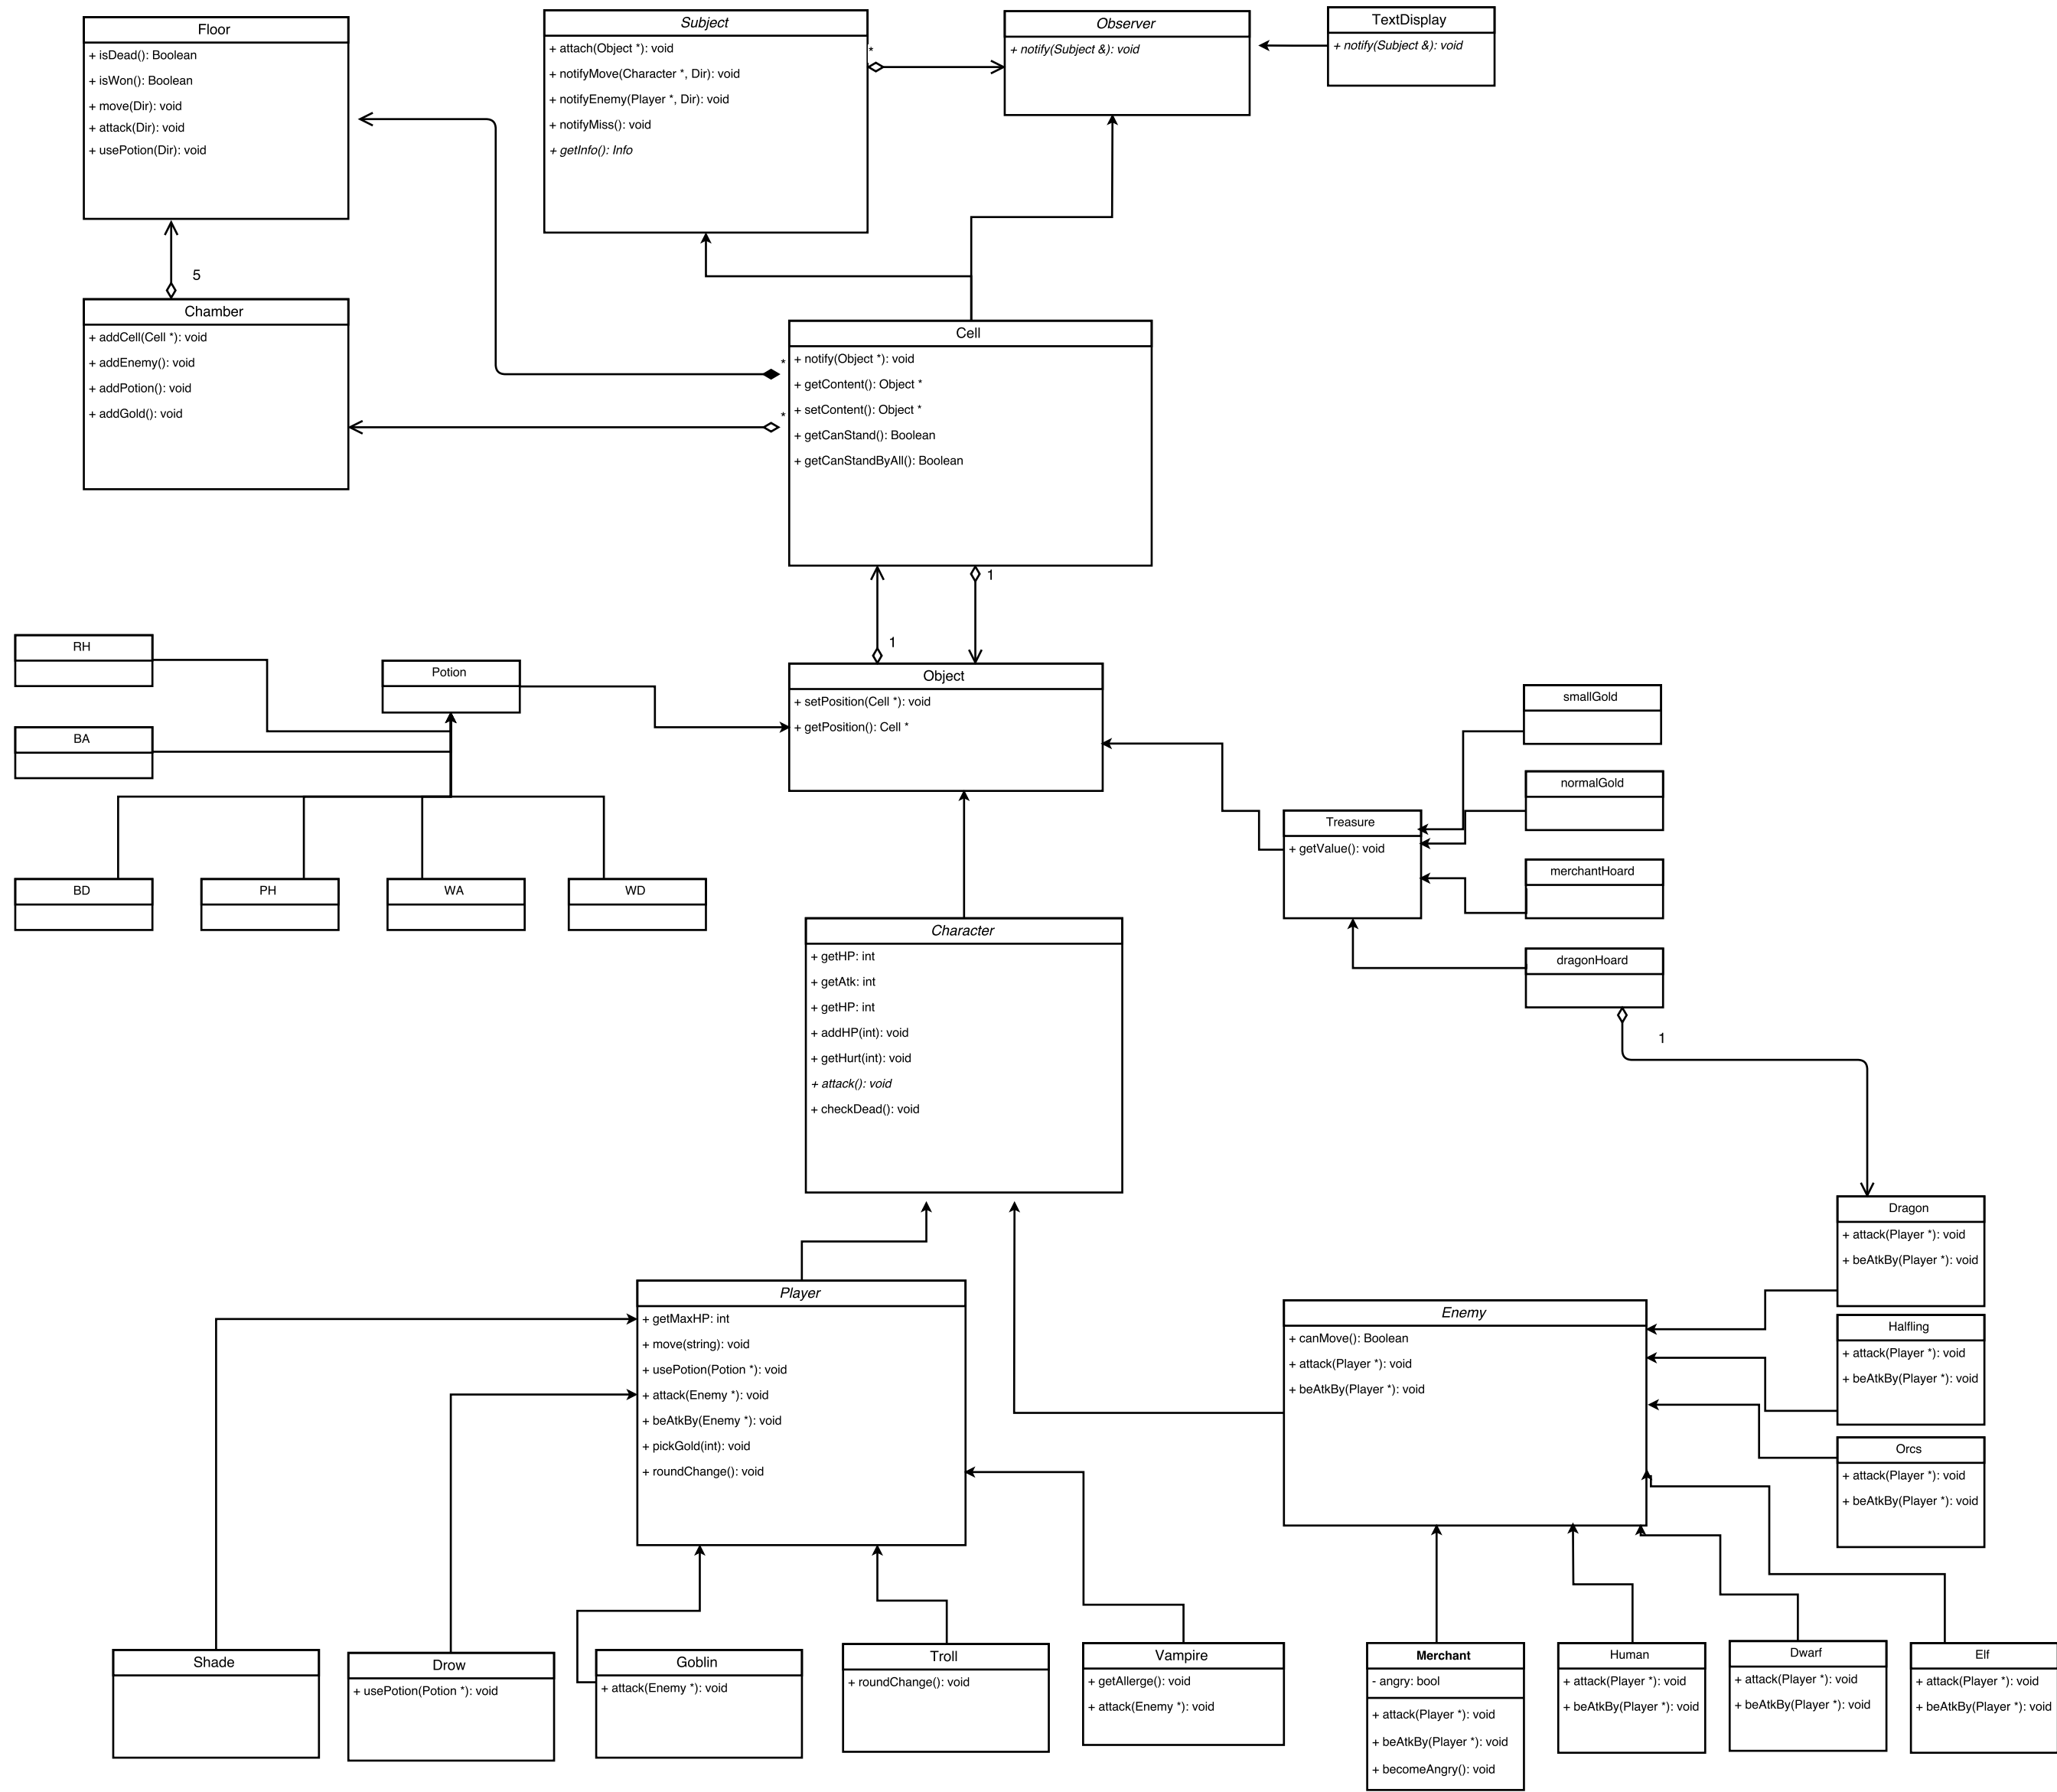 Floor
+ isDead(): Boolean
+ isWon(): Boolean
+ move(Dir): void
+ attack(Dir): void
+ usePotion(Dir): void
Subject
+ attach(Object *): void
+ notifyMove(Character *, Dir): void
+ notifyEnemy(Player *, Dir): void
+ notifyMiss(): void
+ getInfo(): Info
*
Observer
+ notify(Subject &): void
TextDisplay
+ notify(Subject &): void
5
Chamber
+ addCell(Cell *): void
+ addEnemy(): void
+ addPotion(): void
+ addGold(): void
*
*
Cell
+ notify(Object *): void
+ getContent(): Object *
+ setContent(): Object *
+ getCanStand(): Boolean
+ getCanStandByAll(): Boolean
1
1
RH
Potion
BA
BD
PH
WA
WD
Object
+ setPosition(Cell *): void
+ getPosition(): Cell *
smallGold
normalGold
Treasure
+ getValue(): void
merchantHoard
dragonHoard
1
Character
+ getHP: int
+ getAtk: int
+ getHP: int
+ addHP(int): void
+ getHurt(int): void
+ attack(): void
+ checkDead(): void
Dragon
+ attack(Player *): void
+ beAtkBy(Player *): void
Player
+ getMaxHP: int
+ move(string): void
+ usePotion(Potion *): void
+ attack(Enemy *): void
+ beAtkBy(Enemy *): void
+ pickGold(int): void
+ roundChange(): void
Enemy
+ canMove(): Boolean
+ attack(Player *): void
+ beAtkBy(Player *): void
Halfling
+ attack(Player *): void
+ beAtkBy(Player *): void
Orcs
+ attack(Player *): void
+ beAtkBy(Player *): void
Shade
Drow
+ usePotion(Potion *): void
Goblin
+ attack(Enemy *): void
Troll
+ roundChange(): void
Vampire
+ getAllerge(): void
+ attack(Enemy *): void
Merchant
- angry: bool
+ attack(Player *): void
+ beAtkBy(Player *): void
+ becomeAngry(): void
Human
+ attack(Player *): void
+ beAtkBy(Player *): void
Dwarf
+ attack(Player *): void
+ beAtkBy(Player *): void
Elf
+ attack(Player *): void
+ beAtkBy(Player *): void